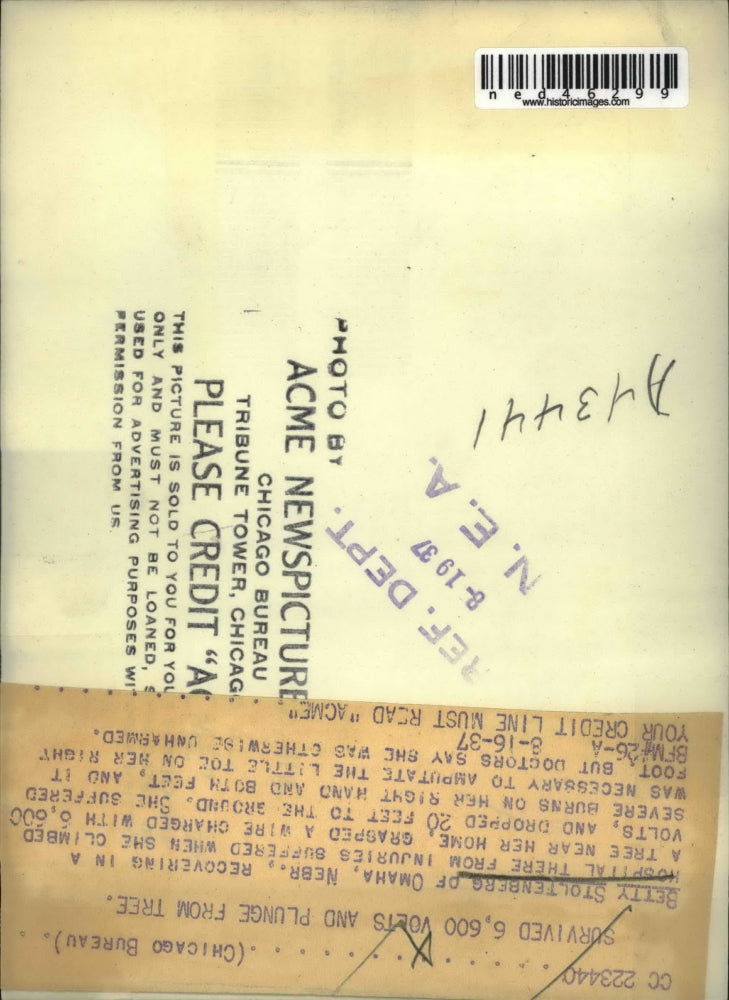 ned46299
www.historicimages.com
A43441
REF. DEPT.
8-1937
N. E. A.
PHOTO BY
ACME NEWSPICTURE
CHICAGO BUREAU
TRIBUNE TOWER, CHICAG
PLEASE CREDIT “A
THIS PICTURE IS SOLD TO YOU FOR YOU
ONLY AND MUST NOT BE LOANED, S
USED FOR ADVERTISING PURPOSES WI
PERMISSION FROM US.
CC 223440 . . . . . . . . . . . (CHICAGO BUREAU).
SURVIVED 6,600 VOLTS AND PLUNGE FROM TREE.
BETTY STOLTENBERG OF OMAHA, NEBR., RECOVERING IN A
HOSPITAL THERE FROM INJURIES SUFFERED WHEN SHE CLIMBED
A TREE NEAR HER HOME, GRASPED A WIRE CHARGED WITH 6,600
VOLTS, AND DROPPED 20 FEET TO THE GROUND. SHE SUFFERED
SEVERE BURNS ON HER RIGHT HAND AND BOTH FEET, AND IT
WAS NECESSARY TO AMPUTATE THE LITTLE TOE ON HER RIGHT
FOOT, BUT DOCTORS SAY SHE WAS OTHERWISE UNHARMED.
BFM#26-A 8-16-37
YOUR CREDIT LINE MUST READ "ACME"